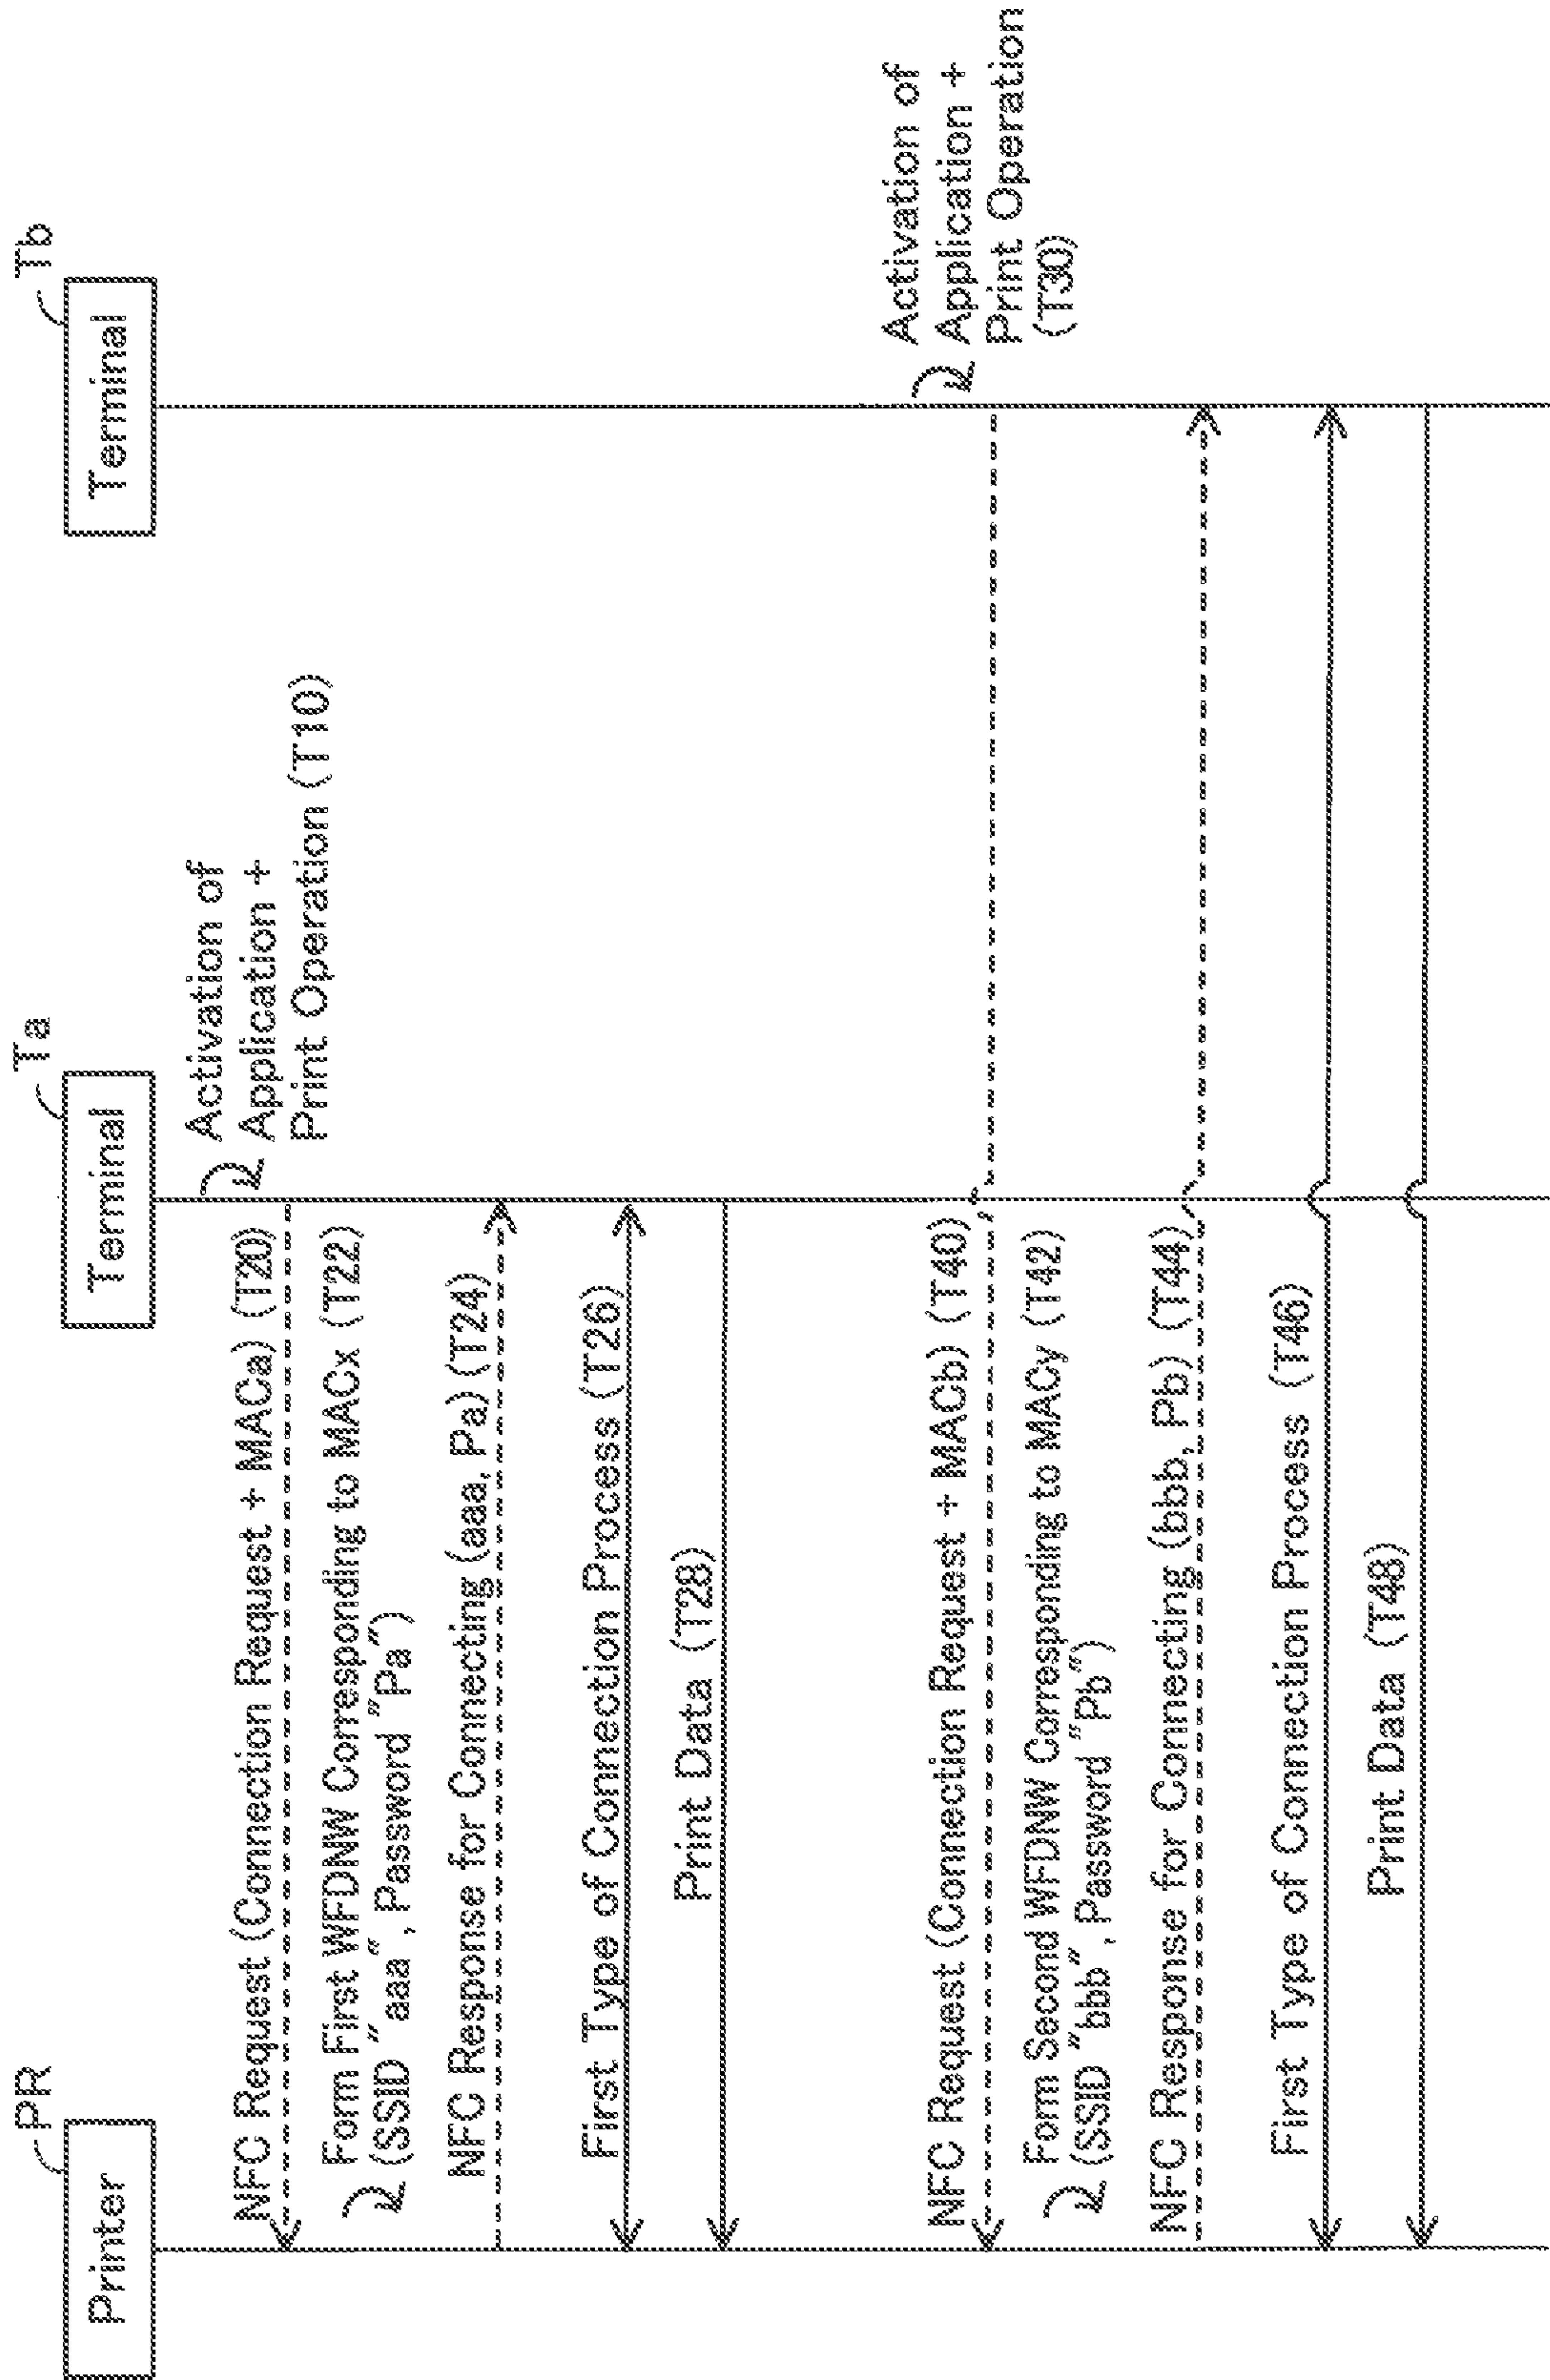 PR
Printer
Ta
Terminal
Tb
Terminal
Activation of
Application +
Print Operation (T10)
NFC Request (Connection Request + MACa) (T20)
Form First WFDNW Corresponding to MACx (T22)
(SSID "aaa", Password "Pa")
NFC Response for Connecting (aaa, Pa) (T24)
First Type of Connection Process (T26)
Print Data (T28)
Activation of
Application +
Print Operation
(T30)
NFC Request (Connection Request + MACb) (T40)
Form Second WFDNW Corresponding to MACy (T42)
(SSID "bbb", Password "Pb")
NFC Response for Connecting (bbb, Pb) (T44)
First Type of Connection Process (T46)
Print Data (T48)